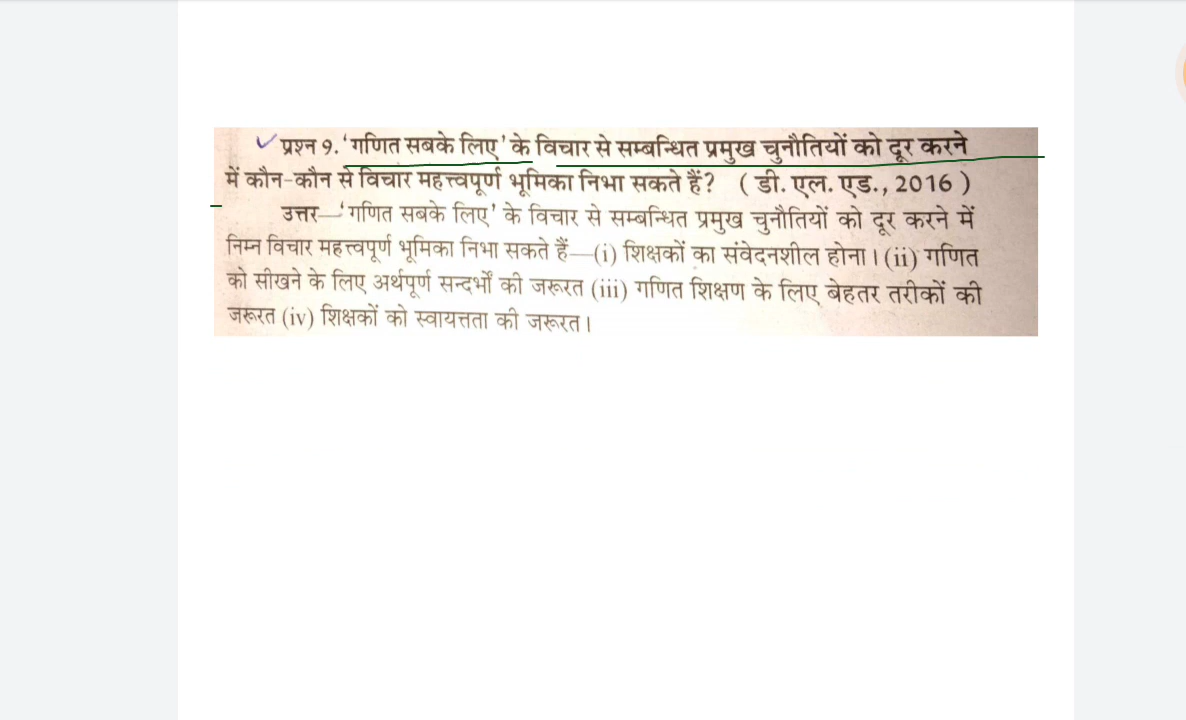 प्रश्न 9. 'गणित सबके लिए' के विचार से सम्बन्धित प्रमुख चुनौतियों को दूर करने
में कौन-कौन से विचार महत्त्वपूर्ण भूमिका निभा सकते हैं? ( डी. एल. एड., 2016 )
उत्तर—'गणित सबके लिए' के विचार से सम्बन्धित प्रमुख चुनौतियों को दूर करने में
निम्न विचार महत्त्वपूर्ण भूमिका निभा सकते हैं—(i) शिक्षकों का संवेदनशील होना। (ii) गणित
को सीखने के लिए अर्थपूर्ण सन्दर्भों की जरूरत (iii) गणित शिक्षण के लिए बेहतर तरीकों की
जरूरत (iv) शिक्षकों को स्वायत्तता की जरूरत।